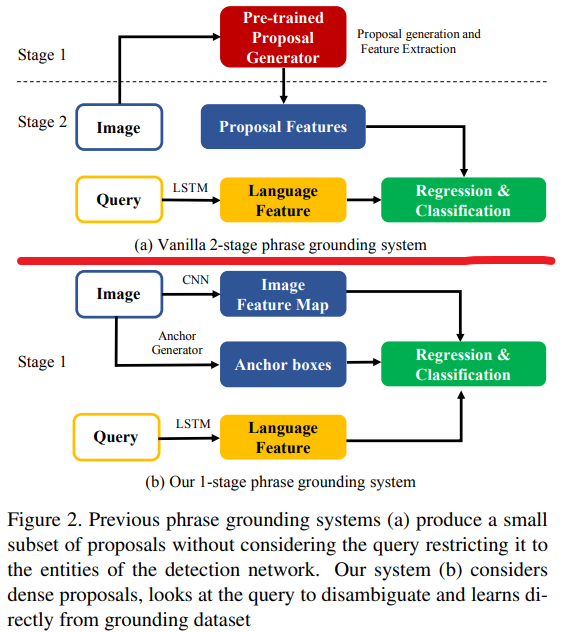 Stage 1
Pre-trained
Proposal
Generator
Proposal generation and
Feature Extraction
Stage 2
Image
Proposal Features
Query
LSTM
Language
Feature
Regression &
Classification
(a) Vanilla 2-stage phrase grounding system
Image
CNN
Image
Feature Map
Stage 1
Anchor
Generator
Anchor boxes
Regression &
Classification
Query
LSTM
Language
Feature
(b) Our 1-stage phrase grounding system
Figure 2. Previous phrase grounding systems (a) produce a small
subset of proposals without considering the query restricting it to
the entities of the detection network. Our system (b) considers
dense proposals, looks at the query to disambiguate and learns di-
rectly from grounding dataset